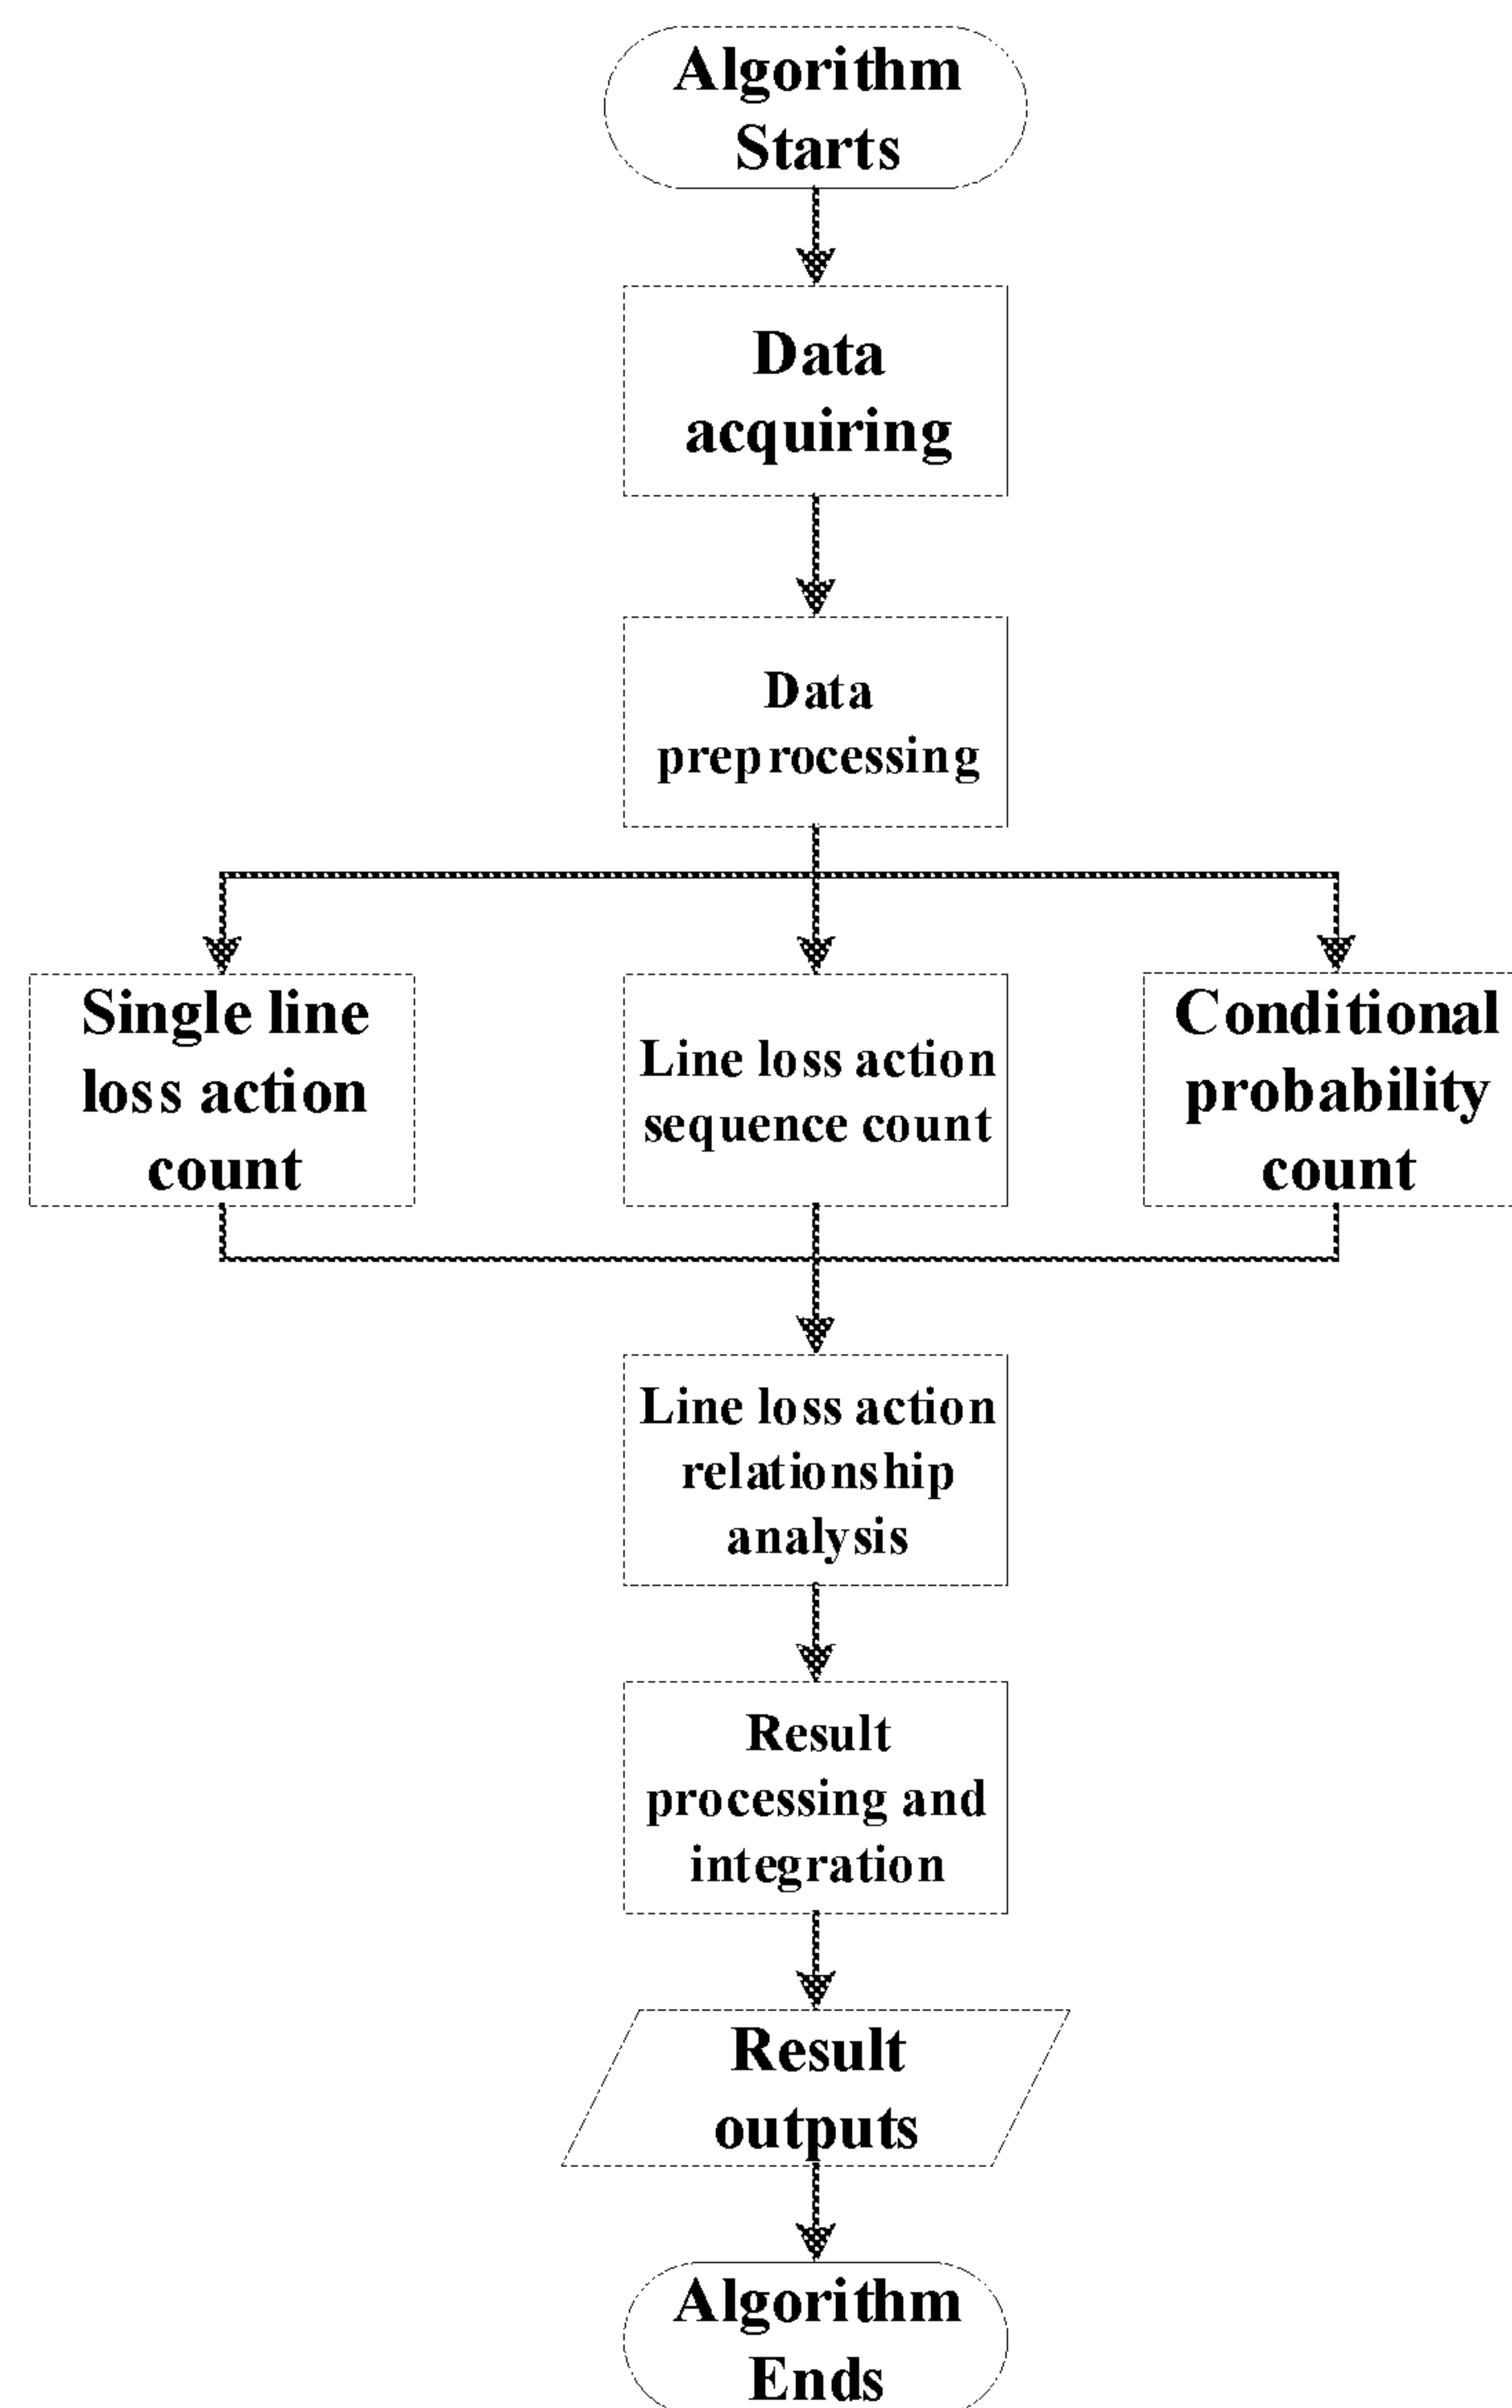 Algorithm
Starts
Data
acquiring
Data
preprocessing
Single line
loss action
count
Line loss action
sequence count
Conditional
probability
count
Line loss action
relationship
analysis
Result
processing and
integration
Result
outputs
Algorithm
Ends